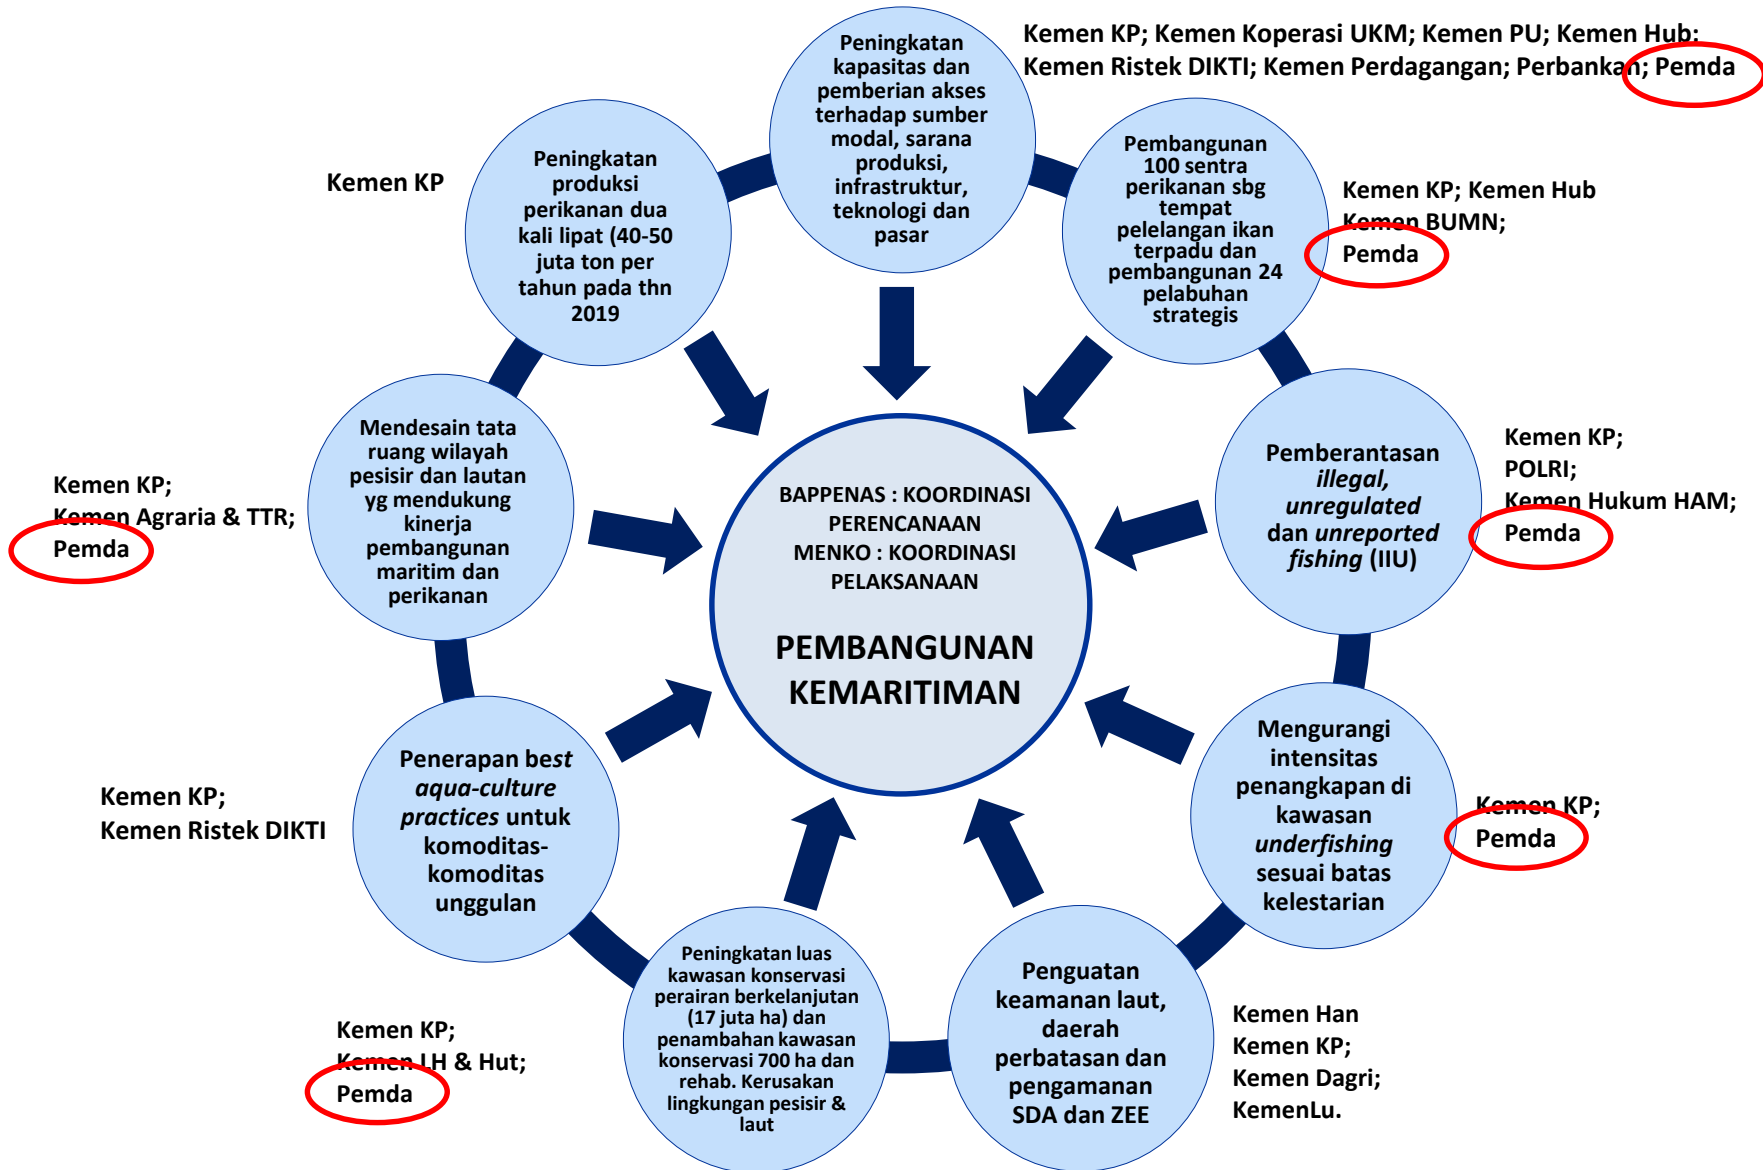 Peningkatan
kapasitas dan
pemberian akses
terhadap sumber
modal, sarana
produksi,
infrastruktur,
teknologi dan
pasar
Kemen KP; Kemen Koperasi UKM; Kemen PU; Kemen Hub;
Kemen Ristek DIKTI; Kemen Perdagangan; Perbankan; Pemda
Pembangunan
100 sentra
perikanan sbg
tempat
pelelangan ikan
terpadu dan
pembangunan 24
pelabuhan
strategis
Kemen KP; Kemen Hub
Kemen BUMN;
Pemda
Pemberantasan
illegal,
unregulated
dan unreported
fishing (IIU)
Kemen KP;
POLRI;
Kemen Hukum HAM;
Pemda
Mengurangi
intensitas
penangkapan di
kawasan
underfishing
sesuai batas
kelestarian
Kemen KP;
Pemda
Penguatan
keamanan laut,
daerah
perbatasan dan
pengamanan
SDA dan ZEE
Kemen Han
Kemen KP;
Kemen Dagri;
KemenLu.
Peningkatan luas
kawasan konservasi
perairan berkelanjutan
(17 juta ha) dan
penambahan kawasan
konservasi 700 ha dan
rehab. Kerusakan
lingkungan pesisir &
laut
Kemen KP;
Kemen LH & Hut;
Pemda
Penerapan best
aqua-culture
practices untuk
komoditas-
komoditas
unggulan
Kemen KP;
Kemen Ristek DIKTI
Mendesain tata
ruang wilayah
pesisir dan lautan
yg mendukung
kinerja
pembangunan
maritim dan
perikanan
Kemen KP;
Kemen Agraria & TTR;
Pemda
Peningkatan
produksi
perikanan dua
kali lipat (40-50
juta ton per
tahun pada thn
2019
Kemen KP
BAPPENAS : KOORDINASI
PERENCANAAN
MENKO : KOORDINASI
PELAKSANAAN
PEMBANGUNAN
KEMARITIMAN